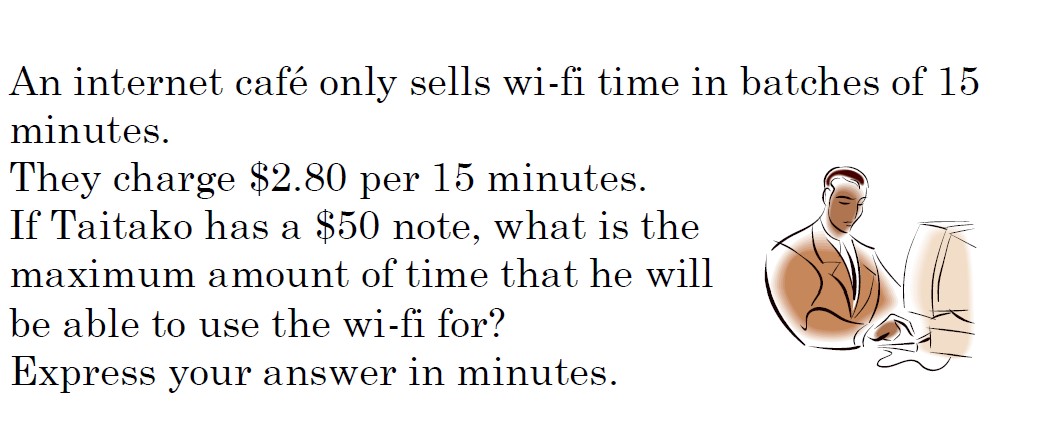 An internet café only sells wi-fi time in batches of 15
minutes.
They charge $2.80 per 15 minutes.
If Taitako has a $50 note, what is the
maximum amount of time that he will
be able to use the wi-fi for?
Express your answer in minutes.